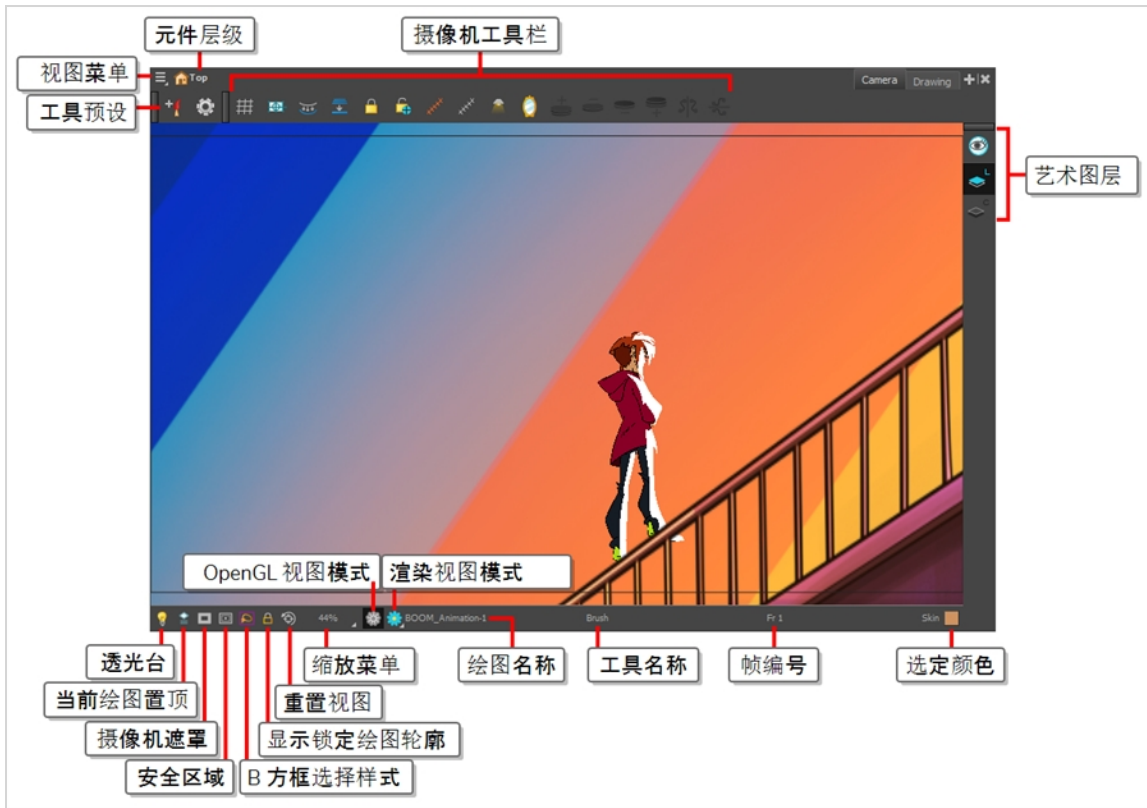 元件层级
摄像机工具栏
视图菜单
Top
Camera
Drawing
工具预设
L
艺术图层
C
OpenGL 视图模式
渲染视图模式
44%
BOOM_Animation-1
Brush
Fr 1
Skin
透光台
缩放菜单
绘图名称
工具名称
帧编号
选定颜色
当前绘图置顶
重置视图
摄像机遮罩
显示锁定绘图轮廓
安全区域
B 方框选择样式